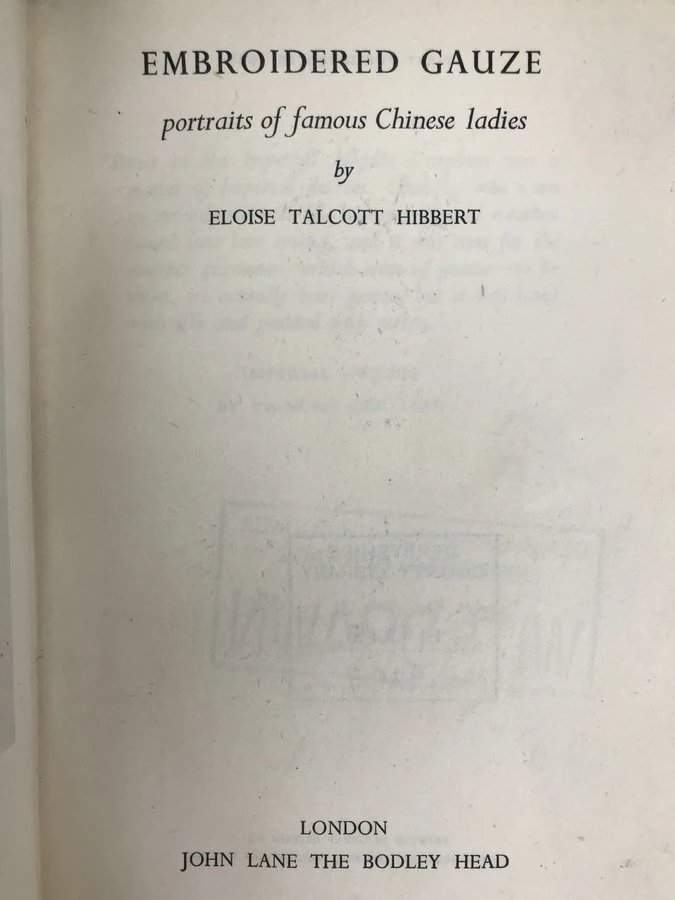 EMBROIDERED GAUZE
portraits of famous Chinese ladies
by
ELOISE TALCOTT HIBBERT
LONDON
JOHN LANE THE BODLEY HEAD